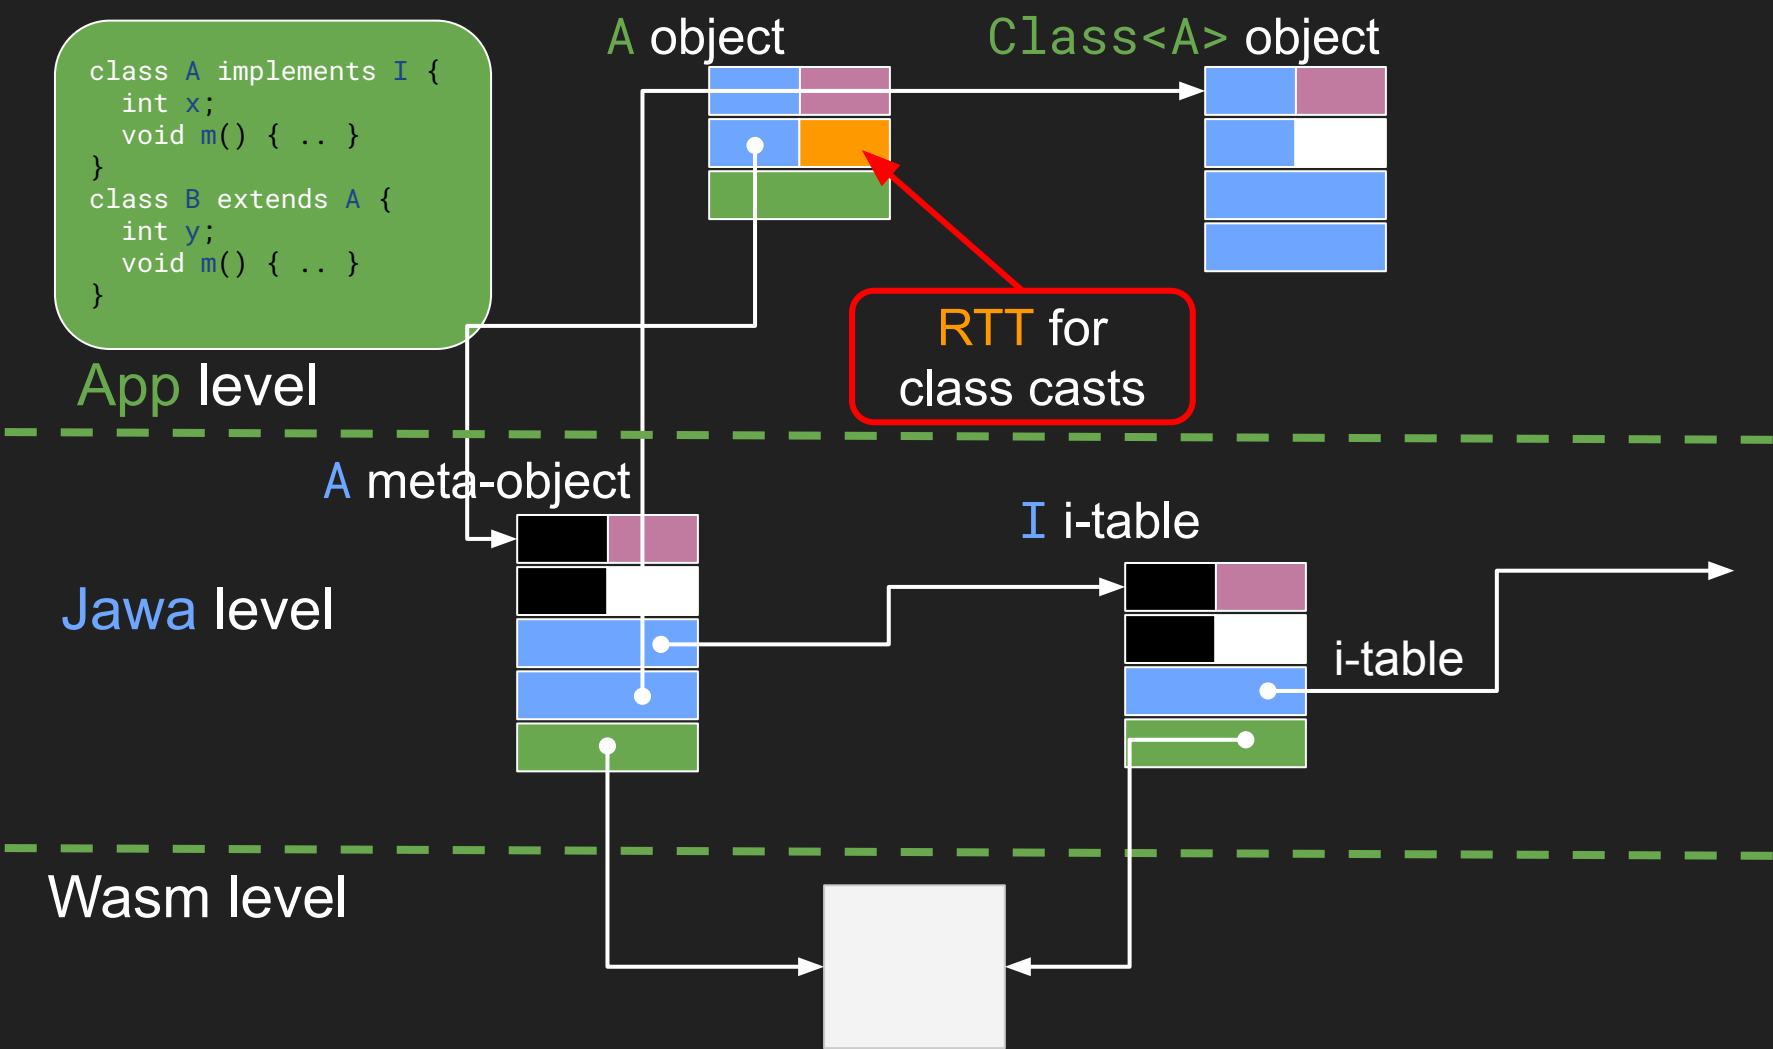 class A implements I {
  int x;
  void m() { .. }
}
class B extends A {
  int y;
  void m() { .. }
}
A object
Class<A> object
RTT for
class casts
App level
A meta-object
I i-table
Jawa level
i-table
Wasm level